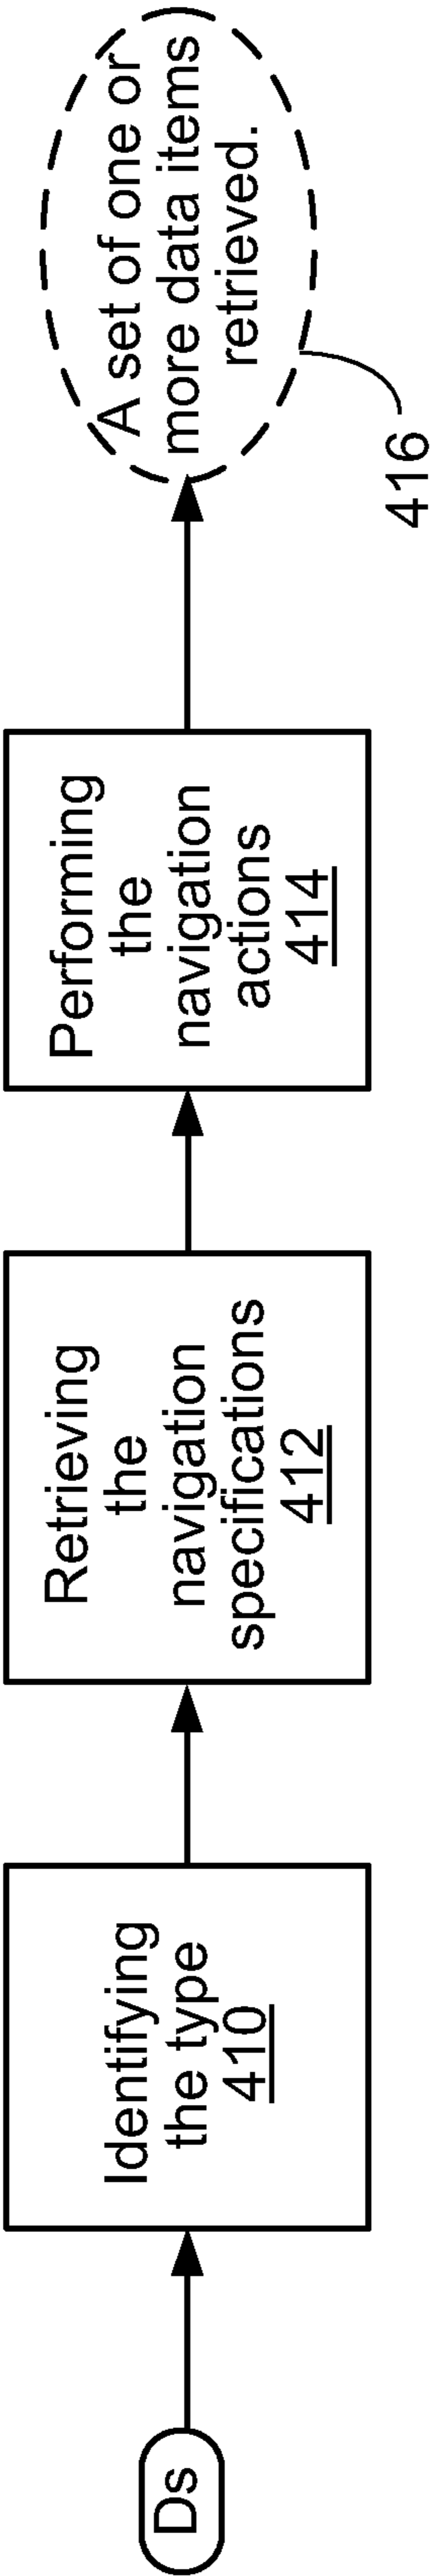 Ds
Identifying
the type
410
Retrieving
the
navigation
specifications
412
Performing
the
navigation
actions
414
A set of one or
more data items
retrieved.
416